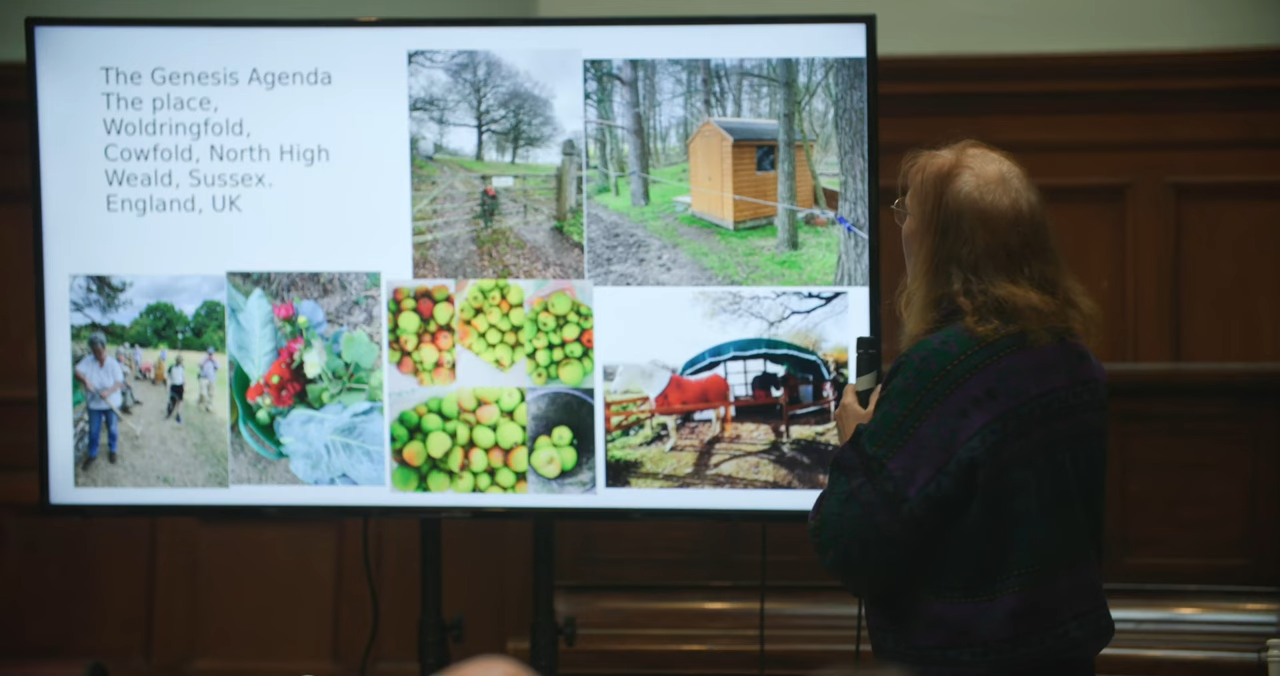 The Genesis Agenda
The place,
Woldringfold,
Cowfold, North High
Weald, Sussex.
England, UK